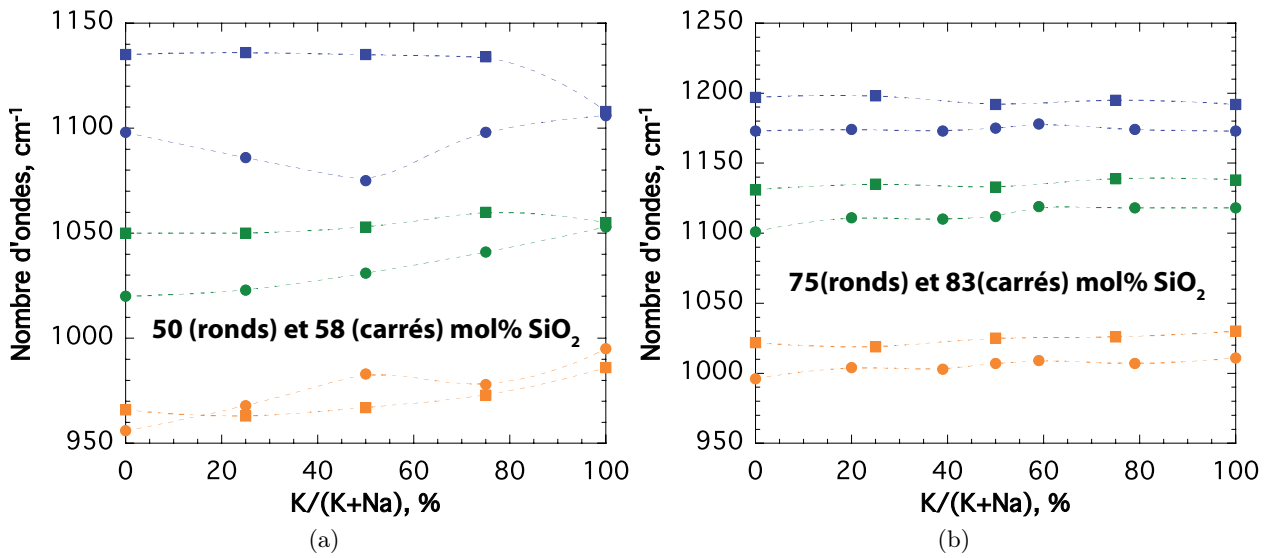 1150
1100
1050
1000
950
Nombre d'ondes, cm-1
50 (ronds) et 58 (carrés) mol% SiO2
0 20 40 60 80 100
K/(K+Na), %
(a)
1250
1200
1150
1100
1050
1000
950
Nombre d'ondes, cm-1
75(ronds) et 83(carrés) mol% SiO2
0 20 40 60 80 100
K/(K+Na), %
(b)